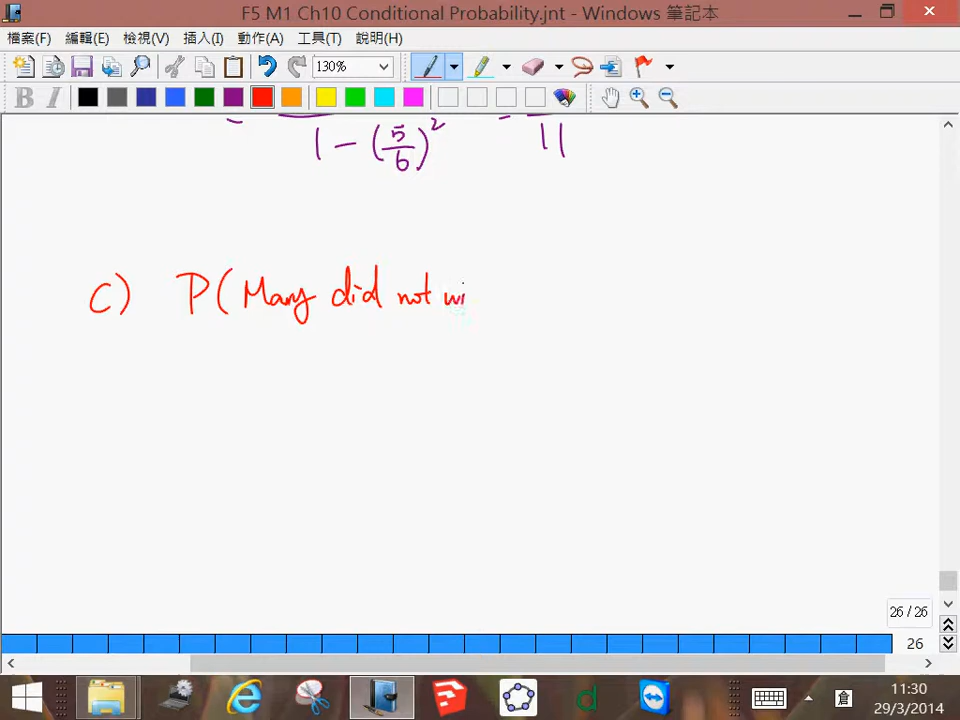 F5 M1 Ch10 Conditional Probability.jnt - Windows 筆記本
檔案(F) 編輯(E) 檢視(V) 插入(I) 動作(A) 工具(T) 說明(H)
130%
B I
= 1 - (5/6)^2 = 11
C) P( Mary did not wi
26 / 26
26
d
倉
11:30
29/3/2014